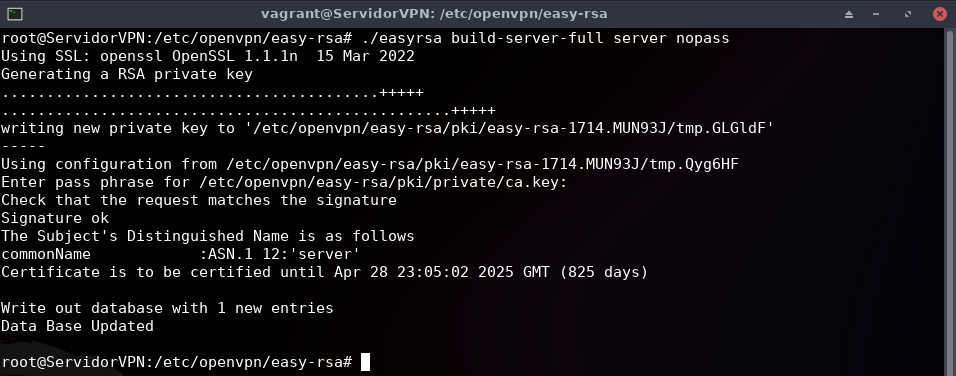 vagrant@ServidorVPN: /etc/openvpn/easy-rsa
root@ServidorVPN:/etc/openvpn/easy-rsa# ./easyrsa build-server-full server nopass
Using SSL: openssl OpenSSL 1.1.1n  15 Mar 2022
Generating a RSA private key
..........................................+++++
..................................................+++++
writing new private key to '/etc/openvpn/easy-rsa/pki/easy-rsa-1714.MUN93J/tmp.GLGldF'
-----
Using configuration from /etc/openvpn/easy-rsa/pki/easy-rsa-1714.MUN93J/tmp.Qyg6HF
Enter pass phrase for /etc/openvpn/easy-rsa/pki/private/ca.key:
Check that the request matches the signature
Signature ok
The Subject's Distinguished Name is as follows
commonName            :ASN.1 12:'server'
Certificate is to be certified until Apr 28 23:05:02 2025 GMT (825 days)
Write out database with 1 new entries
Data Base Updated
root@ServidorVPN:/etc/openvpn/easy-rsa#